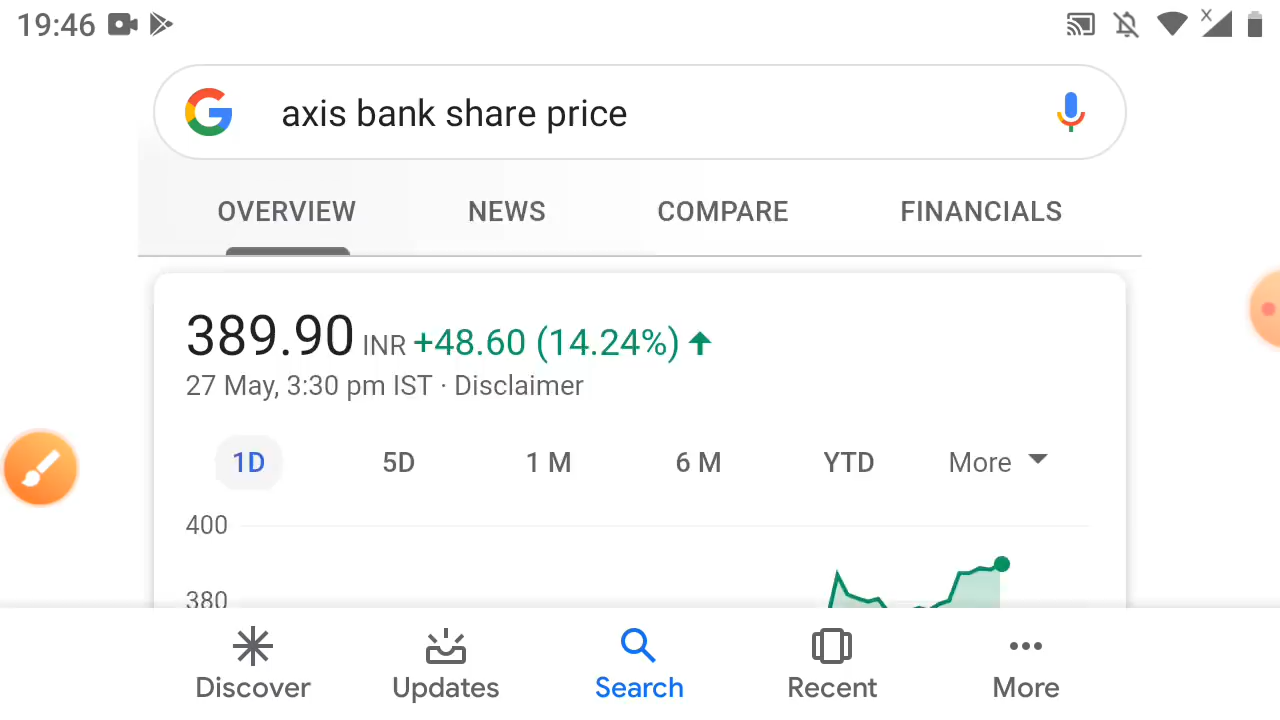 19:46
axis bank share price
OVERVIEW NEWS COMPARE FINANCIALS
389.90 INR +48.60 (14.24%)
27 May, 3:30 pm IST · Disclaimer
1D 5D 1 M 6 M YTD More
400
380
Discover Updates Search Recent More